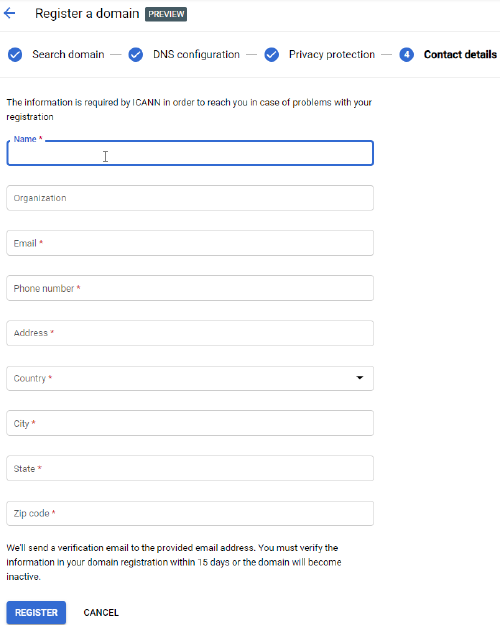 Register a domain PREVIEW
Search domain — DNS configuration — Privacy protection — 4 Contact details
The information is required by ICANN in order to reach you in case of problems with your
registration
Name *
Organization
Email *
Phone number *
Address *
Country *
City *
State *
Zip code *
We'll send a verification email to the provided email address. You must verify the
information in your domain registration within 15 days or the domain will become
inactive.
REGISTER CANCEL